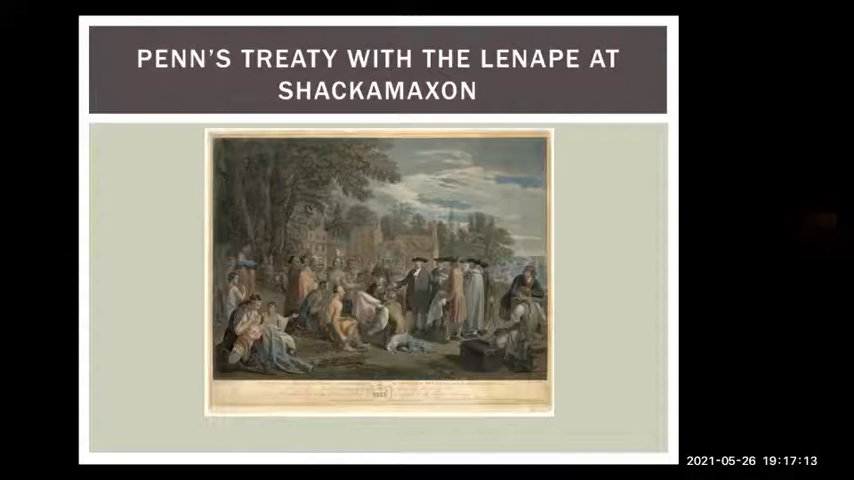 PENN'S TREATY WITH THE LENAPE AT
SHACKAMAXON
2021-05-26 19:17:13